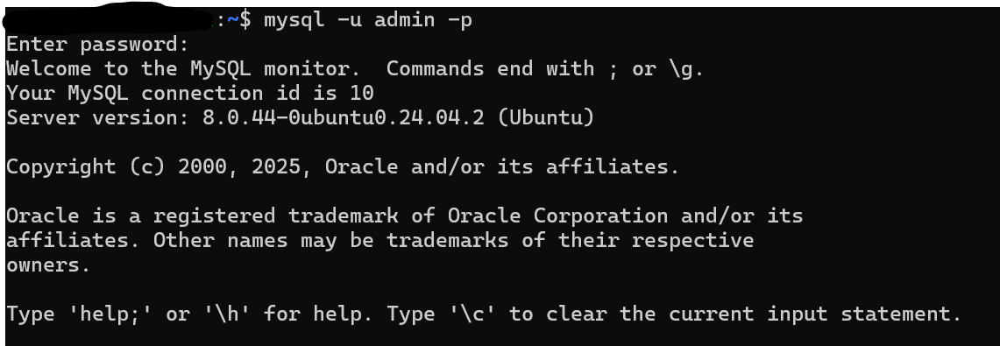 :~$ mysql -u admin -p
Enter password:
Welcome to the MySQL monitor.  Commands end with ; or \g.
Your MySQL connection id is 10
Server version: 8.0.44-0ubuntu0.24.04.2 (Ubuntu)

Copyright (c) 2000, 2025, Oracle and/or its affiliates.

Oracle is a registered trademark of Oracle Corporation and/or its
affiliates. Other names may be trademarks of their respective
owners.

Type 'help;' or '\h' for help. Type '\c' to clear the current input statement.